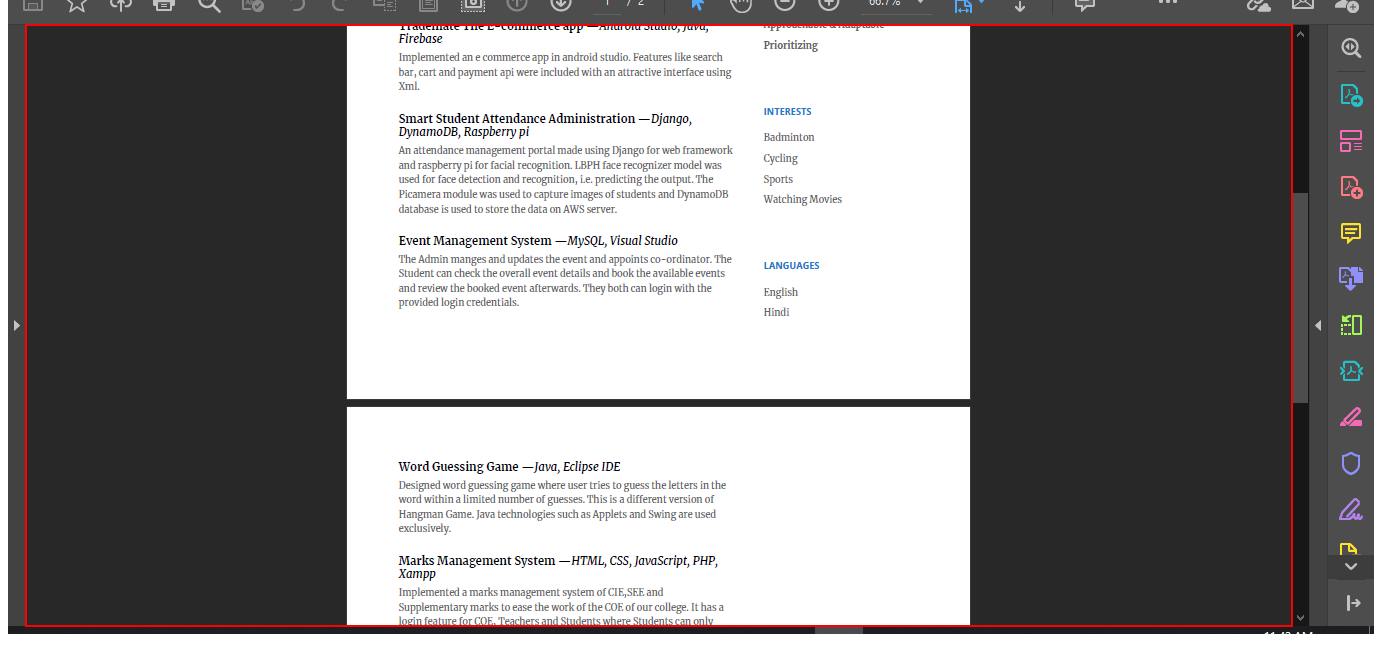 1 / 2
66.7%
Trademate The E-commerce app —Android Studio, Java,
Firebase
Implemented an e commerce app in android studio. Features like search
bar, cart and payment api were included with an attractive interface using
Xml.
Smart Student Attendance Administration —Django,
DynamoDB, Raspberry pi
An attendance management portal made using Django for web framework
and raspberry pi for facial recognition. LBPH face recognizer model was
used for face detection and recognition, i.e. predicting the output. The
Picamera module was used to capture images of students and DynamoDB
database is used to store the data on AWS server.
Event Management System —MySQL, Visual Studio
The Admin manges and updates the event and appoints co-ordinator. The
Student can check the overall event details and book the available events
and review the booked event afterwards. They both can login with the
provided login credentials.
Approachable & Adaptable
Prioritizing
INTERESTS
Badminton
Cycling
Sports
Watching Movies
LANGUAGES
English
Hindi
Word Guessing Game —Java, Eclipse IDE
Designed word guessing game where user tries to guess the letters in the
word within a limited number of guesses. This is a different version of
Hangman Game. Java technologies such as Applets and Swing are used
exclusively.
Marks Management System —HTML, CSS, JavaScript, PHP,
Xampp
Implemented a marks management system of CIE,SEE and
Supplementary marks to ease the work of the COE of our college. It has a
login feature for COE, Teachers and Students where Students can only